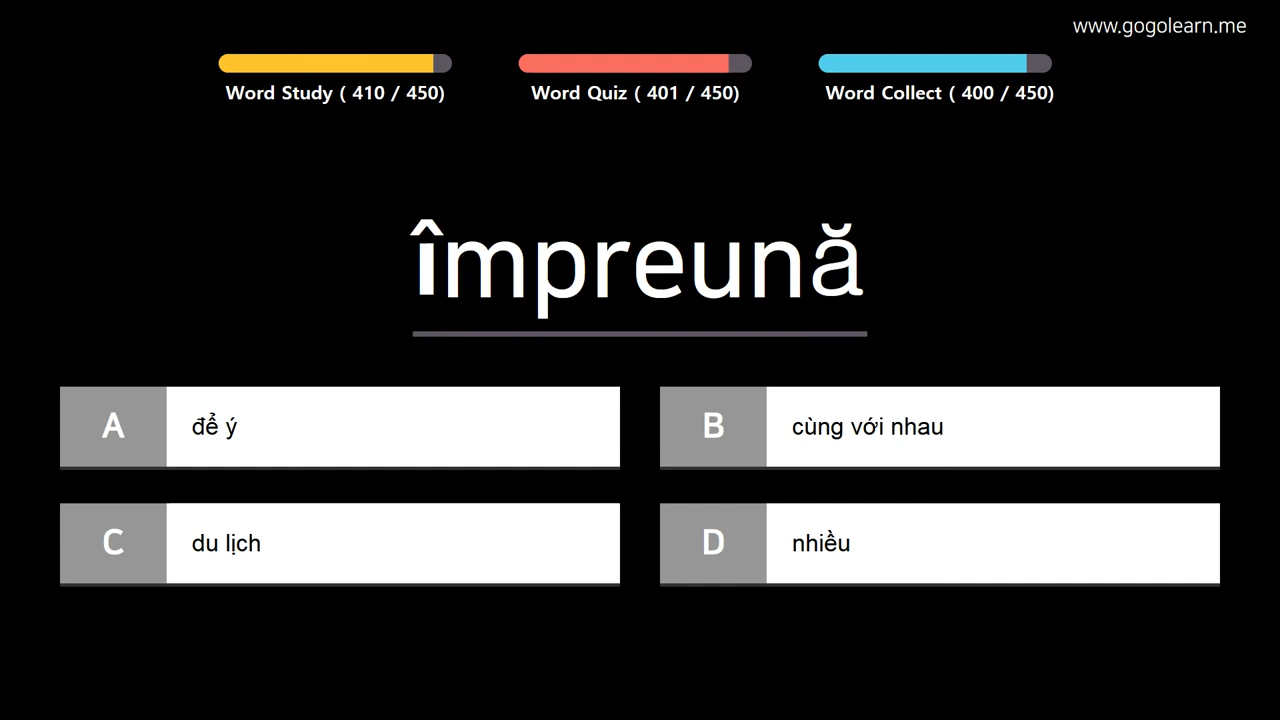 www.gogolearn.me
Word Study ( 410 / 450)
Word Quiz ( 401 / 450)
Word Collect ( 400 / 450)
împreună
A
để ý
B
cùng với nhau
C
du lịch
D
nhiều